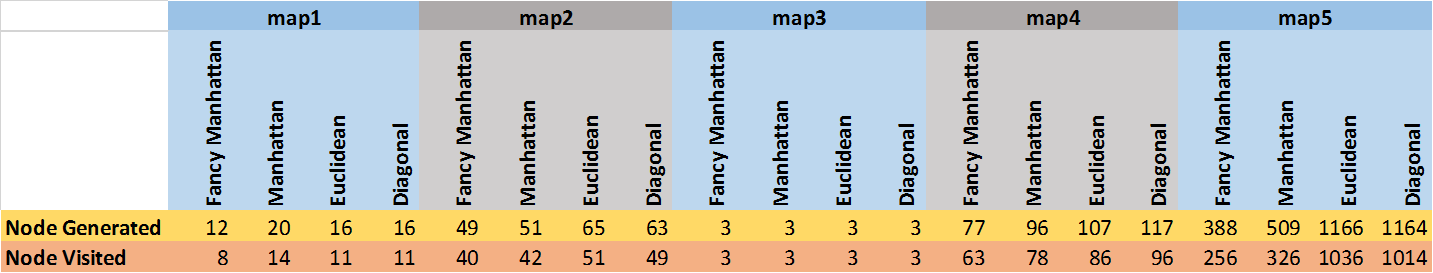 map1 map2 map3 map4 map5
Fancy Manhattan Manhattan Euclidean Diagonal Fancy Manhattan Manhattan Euclidean Diagonal Fancy Manhattan Manhattan Euclidean Diagonal Fancy Manhattan Manhattan Euclidean Diagonal Fancy Manhattan Manhattan Euclidean Diagonal
Node Generated 12 20 16 16 49 51 65 63 3 3 3 3 77 96 107 117 388 509 1166 1164
Node Visited 8 14 11 11 40 42 51 49 3 3 3 3 63 78 86 96 256 326 1036 1014